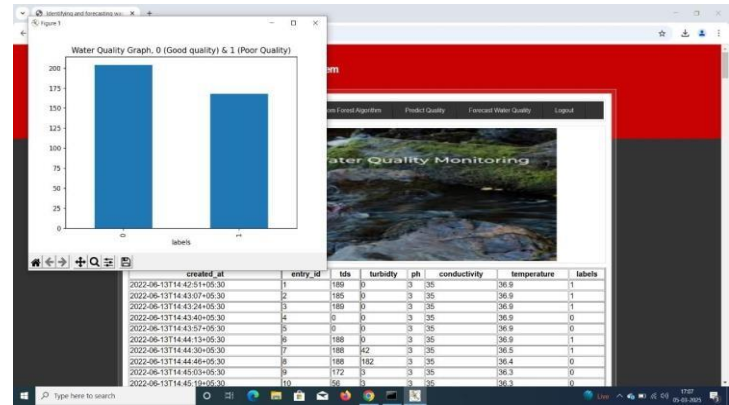 Identifying and forecasting wa
Figure 1
Water Quality Graph, 0 (Good quality) & 1 (Poor Quality)
200
175
150
125
100
75
50
25
0
0
1
labels
em
om Forest Algorithm Predict Quality Forecast Water Quality Logout
ater Quality Monitoring
created_at entry_id tds turbidty ph conductivity temperature labels
2022-06-13T14:42:51+05:30 1 189 0 3 35 36.9 1
2022-06-13T14:43:07+05:30 2 185 0 3 35 36.9 1
2022-06-13T14:43:24+05:30 3 189 0 3 35 36.9 1
2022-06-13T14:43:40+05:30 4 0 0 3 35 36.9 0
2022-06-13T14:43:57+05:30 5 0 0 3 35 36.9 0
2022-06-13T14:44:13+05:30 6 188 0 3 35 36.9 1
2022-06-13T14:44:30+05:30 7 188 42 3 35 36.5 1
2022-06-13T14:44:46+05:30 8 188 182 3 35 36.4 0
2022-06-13T14:45:03+05:30 9 172 3 3 35 36.3 0
2022-06-13T14:45:19+05:30 10 56 3 3 35 36.3 0
Type here to search
Live
17:07
05-03-2025